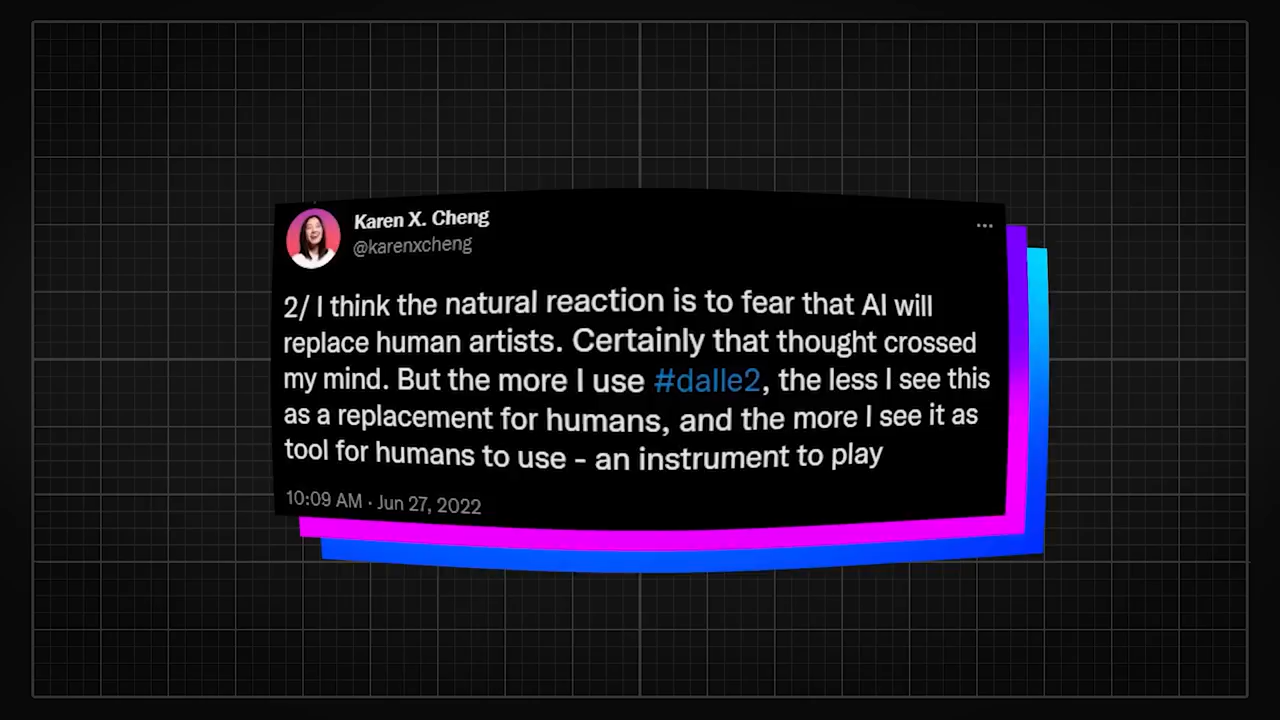 Karen X. Cheng
@karenxcheng
2/ I think the natural reaction is to fear that AI will
replace human artists. Certainly that thought crossed
my mind. But the more I use #dalle2, the less I see this
as a replacement for humans, and the more I see it as
tool for humans to use - an instrument to play
10:09 AM · Jun 27, 2022